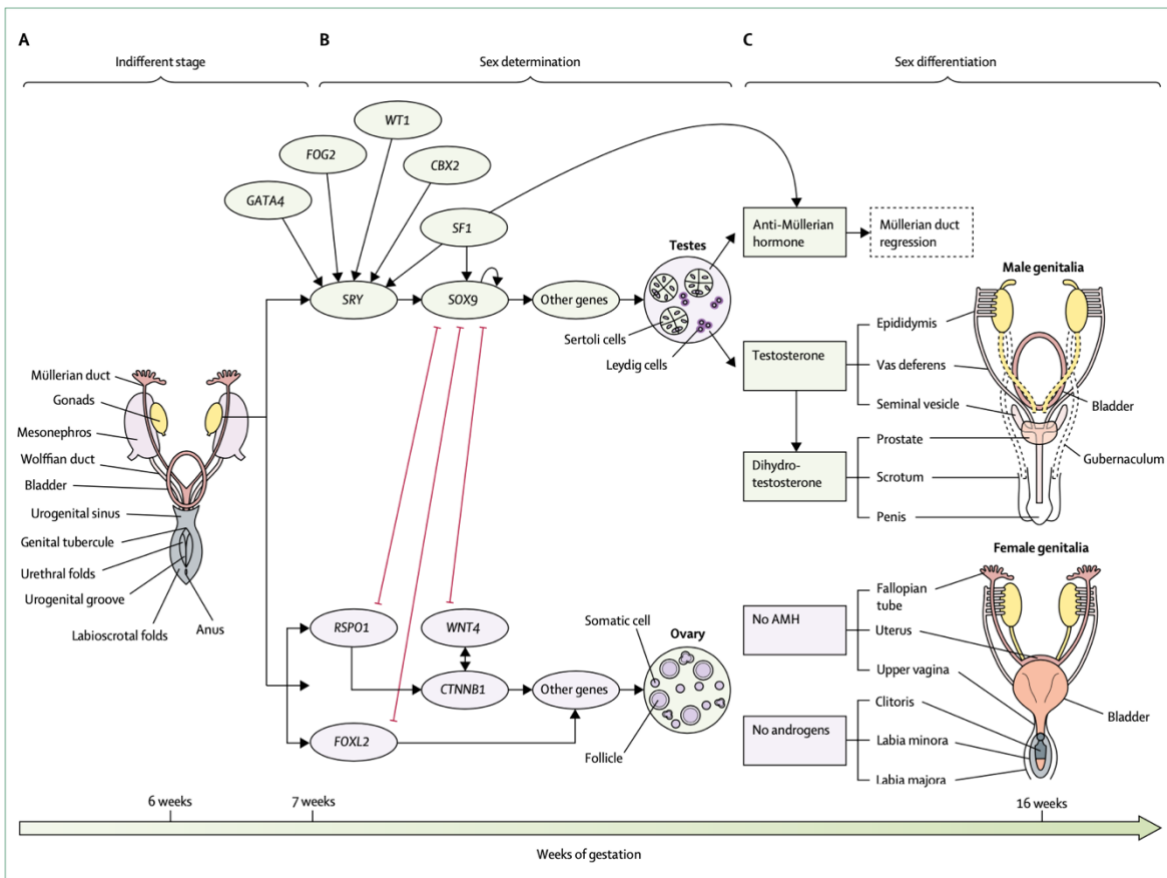 A
B
C
Indifferent stage
Sex determination
Sex differentiation
WT1
FOG2
CBX2
GATA4
SF1
SRY
SOX9
Other genes
Testes
Sertoli cells
Leydig cells
Anti-Müllerian
hormone
Müllerian duct
regression
Male genitalia
Testosterone
Epididymis
Vas deferens
Seminal vesicle
Bladder
Dihydro-
testosterone
Prostate
Scrotum
Penis
Gubernaculum
Müllerian duct
Gonads
Mesonephros
Wolffian duct
Bladder
Urogenital sinus
Genital tubercule
Urethral folds
Urogenital groove
Labioscrotal folds
Anus
RSPO1
WNT4
CTNNB1
FOXL2
Other genes
Somatic cell
Ovary
Follicle
Female genitalia
No AMH
Fallopian
tube
Uterus
Upper vagina
No androgens
Clitoris
Labia minora
Labia majora
Bladder
6 weeks
7 weeks
16 weeks
Weeks of gestation